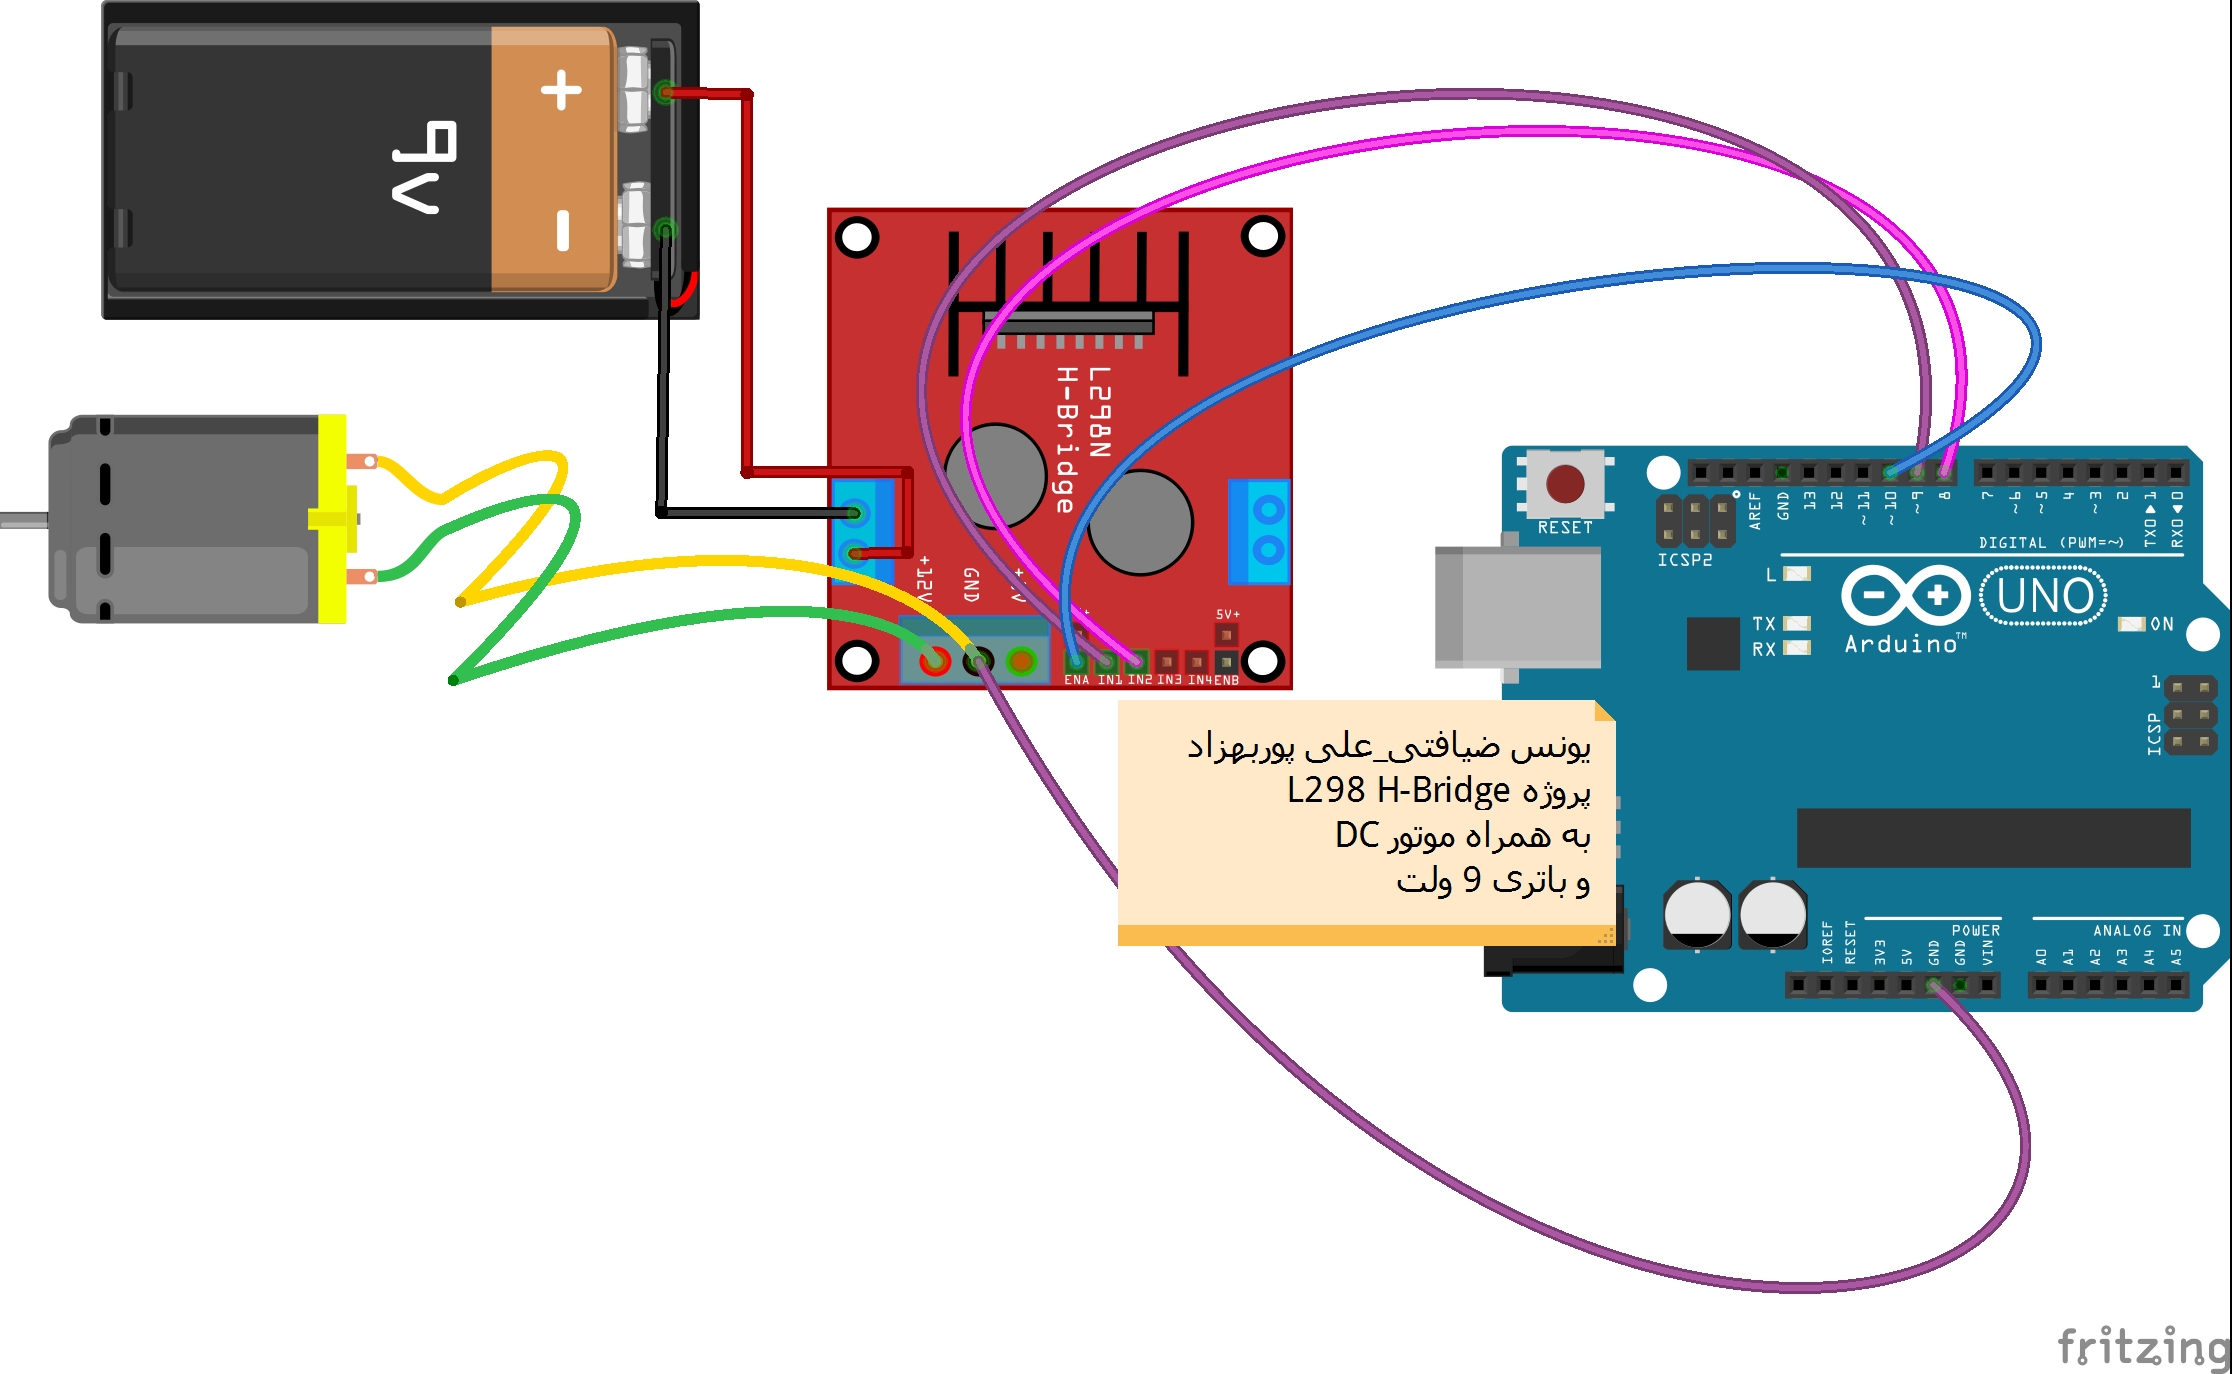 9V
+
-
L298N
H-Bridge
+12V
GND
5V+
ENA IN1 IN2 IN3 IN4 ENB
یونس ضیافتی_علی پوربهزاد
پروژه L298 H-Bridge
به همراه موتور DC
و باتری 9 ولت
RESET
ICSP2
AREF
GND
13
12
~11
~10
~9
8
7
~6
~5
4
~3
2
TX0▶1
RX0◀0
DIGITAL (PWM=~)
L
TX
RX
UNO
Arduino™
ON
1
ICSP
POWER
ANALOG IN
IOREF
RESET
3V3
5V
GND
GND
VIN
A0
A1
A2
A3
A4
A5
fritzing